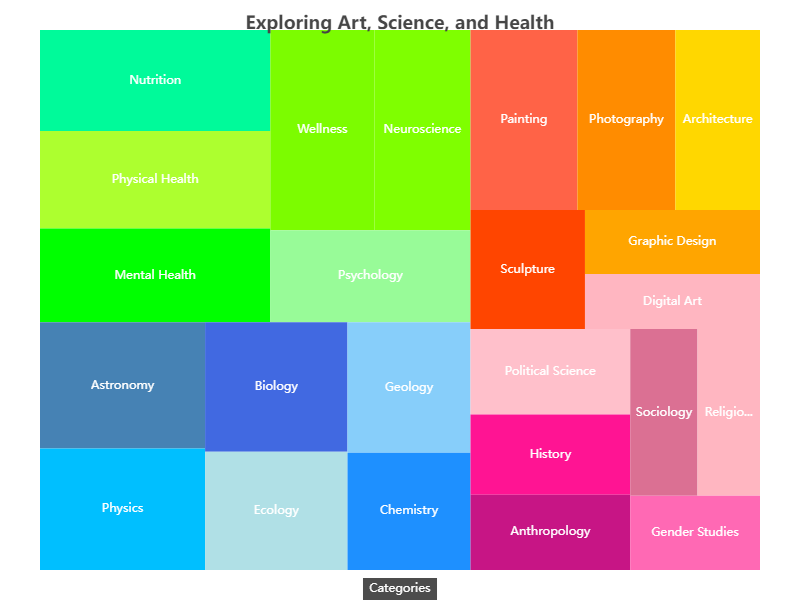 Exploring Art, Science, and Health
Nutrition
Physical Health
Mental Health
Wellness
Neuroscience
Psychology
Astronomy
Physics
Biology
Geology
Ecology
Chemistry
Painting
Photography
Architecture
Sculpture
Graphic Design
Digital Art
Political Science
History
Anthropology
Sociology
Religio...
Gender Studies
Categories